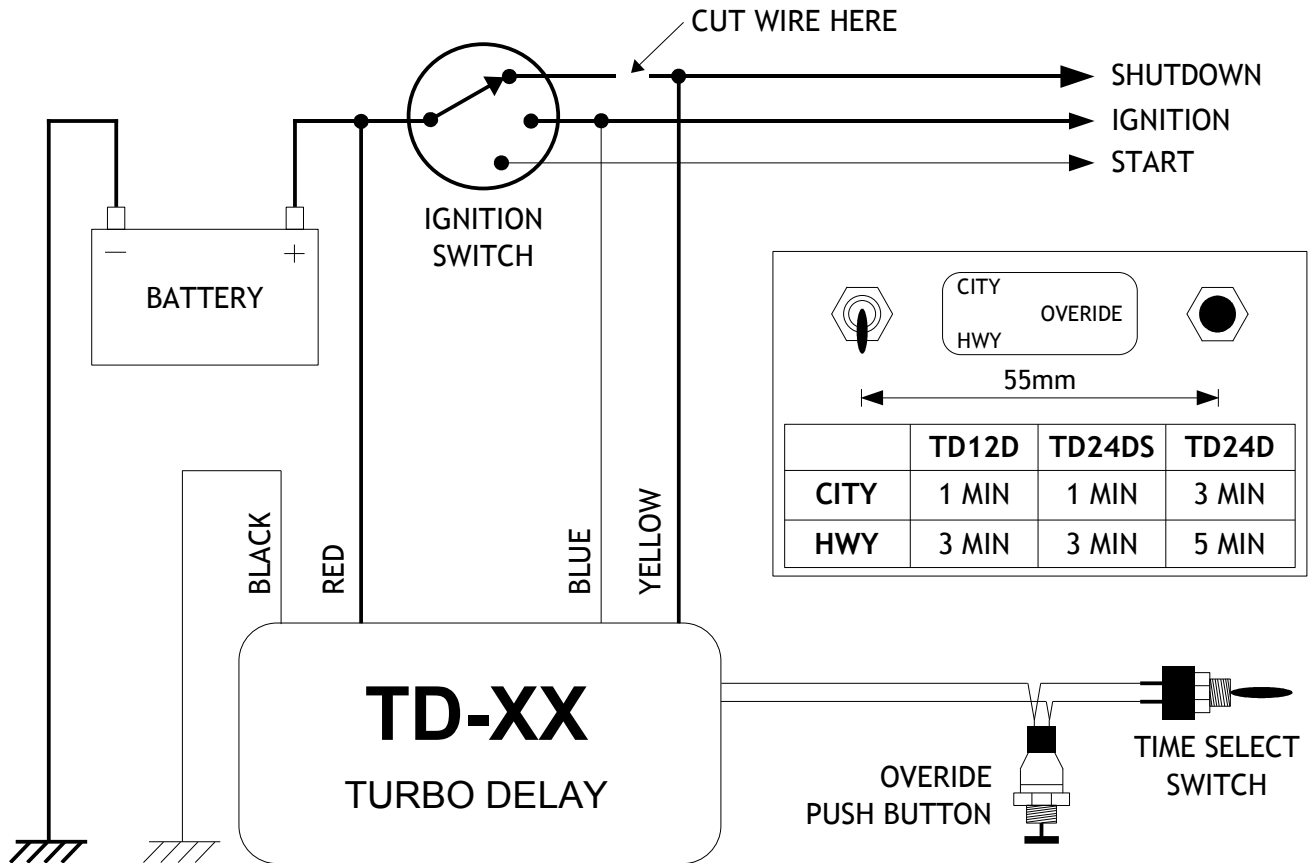 CUT WIRE HERE
SHUTDOWN
IGNITION
START
IGNITION
SWITCH
− +
BATTERY
CITY
OVERIDE
HWY
55mm
TD12D TD24DS TD24D
CITY 1 MIN 1 MIN 3 MIN
HWY 3 MIN 3 MIN 5 MIN
BLACK
RED
BLUE
YELLOW
TD-XX
TURBO DELAY
OVERIDE
PUSH BUTTON
TIME SELECT
SWITCH